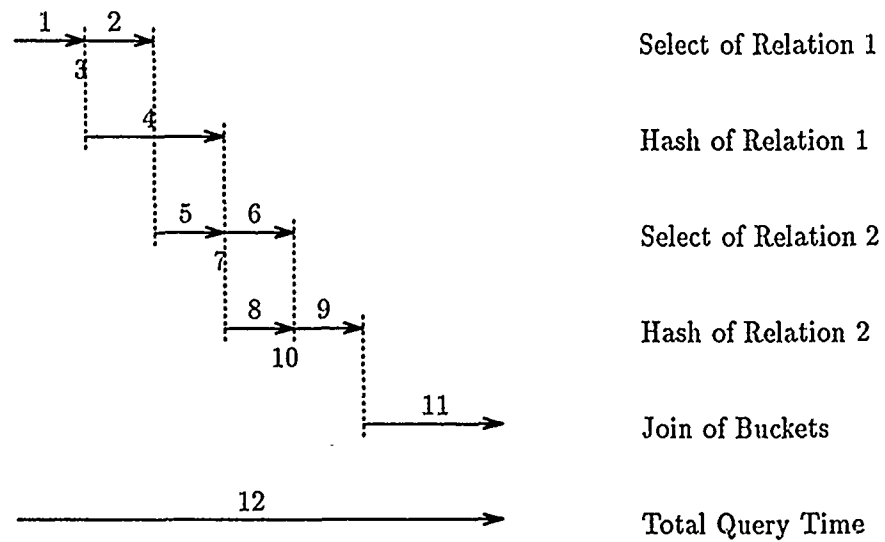 1 2 Select of Relation 1
3
4 Hash of Relation 1
5 6 Select of Relation 2
7
8 9 Hash of Relation 2
10
11 Join of Buckets
12 Total Query Time